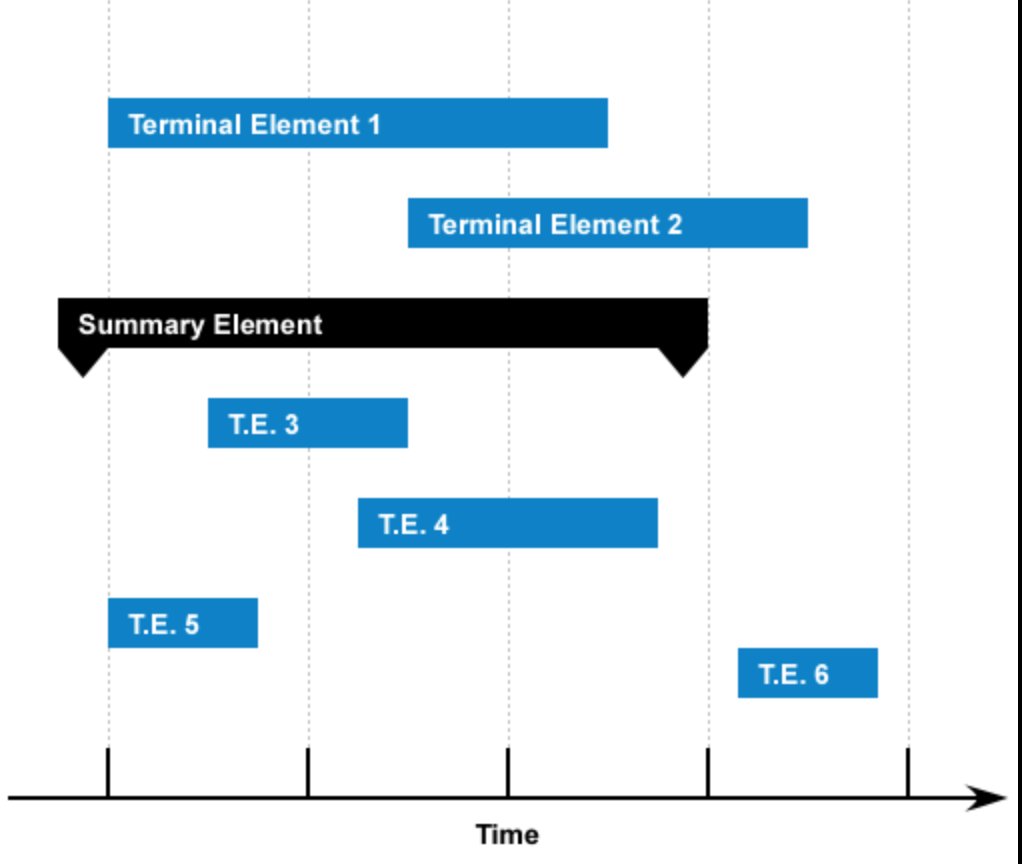 Terminal Element 1
Terminal Element 2
Summary Element
T.E. 3
T.E. 4
T.E. 5
T.E. 6
Time